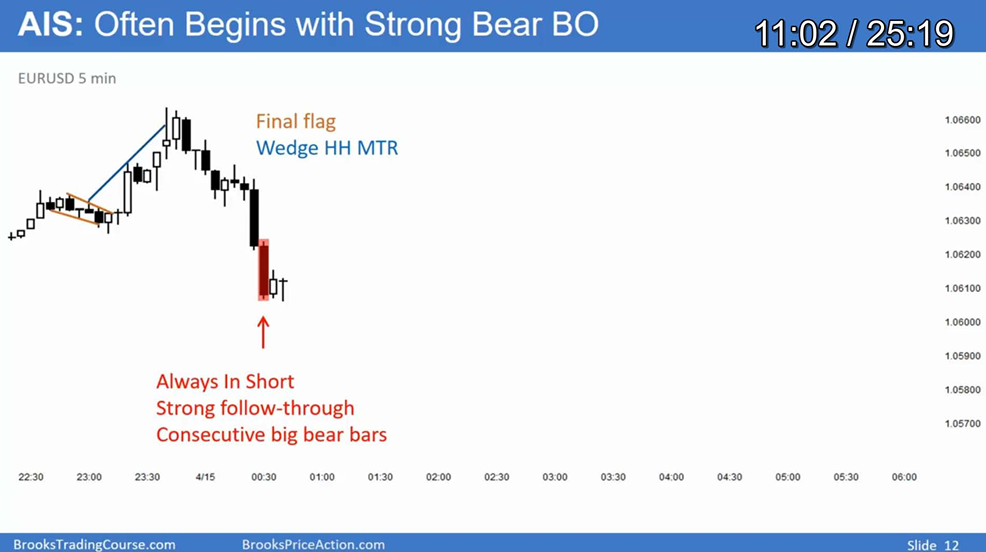 AIS: Often Begins with Strong Bear BO
11:02 / 25:19
EURUSD 5 min
Final flag
Wedge HH MTR
1.06600
1.06500
1.06400
1.06300
1.06200
1.06100
1.06000
1.05900
1.05800
1.05700
Always In Short
Strong follow-through
Consecutive big bear bars
22:30 23:00 23:30 4/15 00:30 01:00 01:30 02:00 02:30 03:00 03:30 04:00 04:30 05:00 05:30 06:00
BrooksTradingCourse.com BrooksPriceAction.com Slide 12